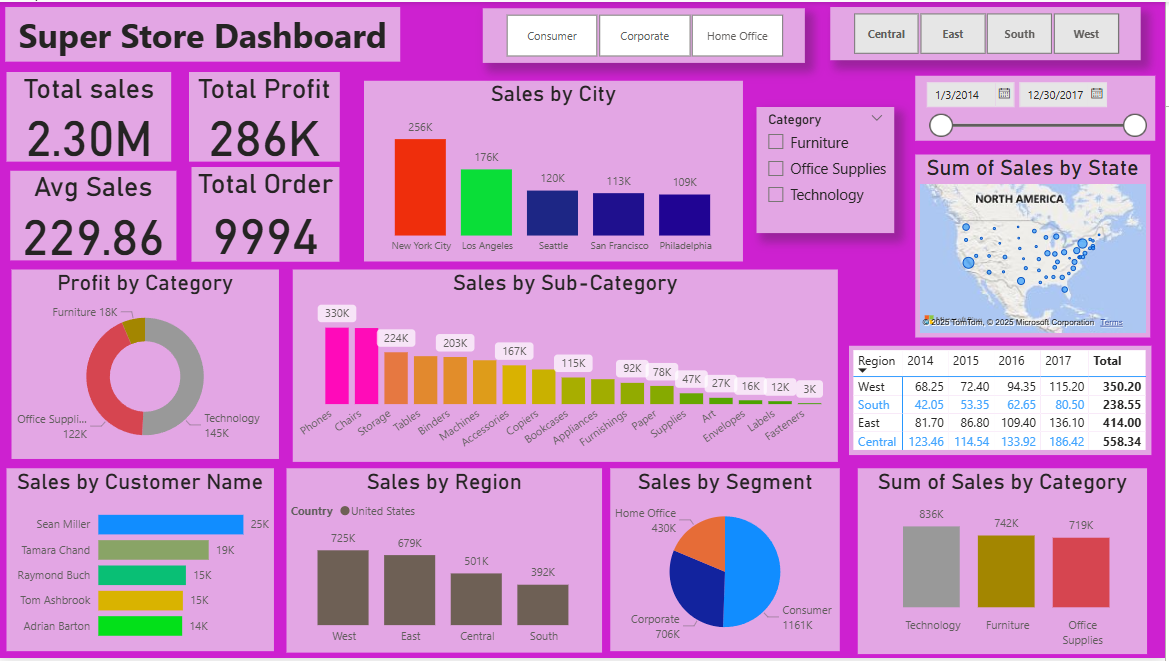 Super Store Dashboard
Consumer Corporate Home Office
Central East South West
Total sales
2.30M
Total Profit
286K
Avg Sales
229.86
Total Order
9994
Sales by City
256K
176K
120K
113K
109K
New York City Los Angeles Seattle San Francisco Philadelphia
Category
Furniture
Office Supplies
Technology
1/3/2014 12/30/2017
Sum of Sales by State
NORTH AMERICA
© 2025 TomTom, © 2025 Microsoft Corporation Terms
Profit by Category
Furniture 18K
Office Suppli...
122K
Technology
145K
Sales by Sub-Category
330K
224K
203K
167K
115K
92K
78K
47K
27K
16K
12K
3K
Phones Chairs Storage Tables Binders Machines Accessories Copiers Bookcases Appliances Furnishings Paper Supplies Art Envelopes Labels Fasteners
Region 2014 2015 2016 2017 Total
West 68.25 72.40 94.35 115.20 350.20
South 42.05 53.35 62.65 80.50 238.55
East 81.70 86.80 109.40 136.10 414.00
Central 123.46 114.54 133.92 186.42 558.34
Sales by Customer Name
Sean Miller 25K
Tamara Chand 19K
Raymond Buch 15K
Tom Ashbrook 15K
Adrian Barton 14K
Sales by Region
Country United States
725K
679K
501K
392K
West East Central South
Sales by Segment
Home Office
430K
Corporate
706K
Consumer
1161K
Sum of Sales by Category
836K
742K
719K
Technology Furniture Office
Supplies